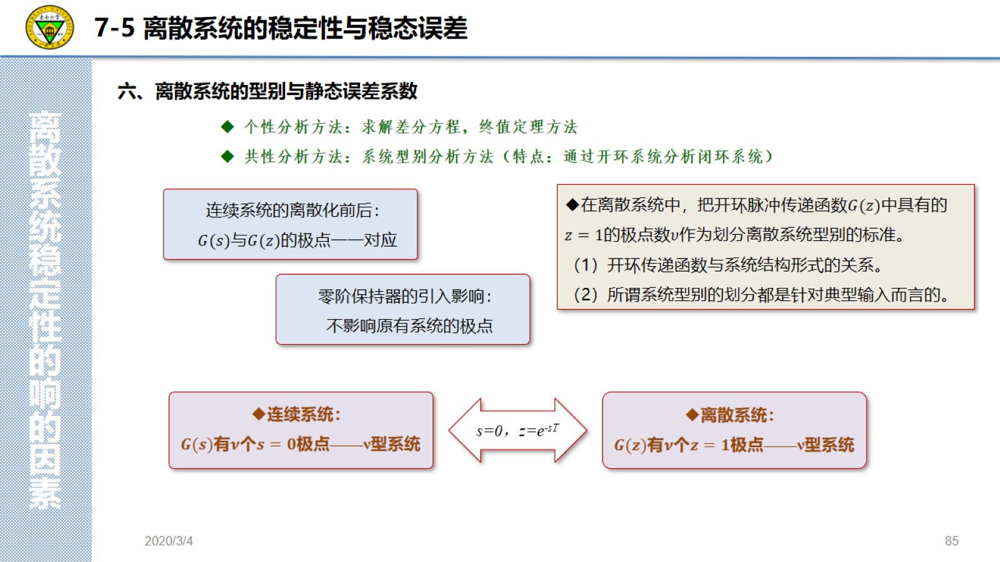 7-5 离散系统的稳定性与稳态误差
离散系统稳定性的响的因素
六、离散系统的型别与静态误差系数
◆ 个性分析方法：求解差分方程，终值定理方法
◆ 共性分析方法：系统型别分析方法（特点：通过开环系统分析闭环系统）
连续系统的离散化前后：
G(s)与G(z)的极点——对应
零阶保持器的引入影响：
不影响原有系统的极点
◆在离散系统中，把开环脉冲传递函数G(z)中具有的
z = 1的极点数υ作为划分离散系统型别的标准。
（1）开环传递函数与系统结构形式的关系。
（2）所谓系统型别的划分都是针对典型输入而言的。
◆连续系统：
G(s)有ν个s = 0极点——ν型系统
s=0，z=e^{-sT}
◆离散系统：
G(z)有ν个z = 1极点——ν型系统
2020/3/4
85